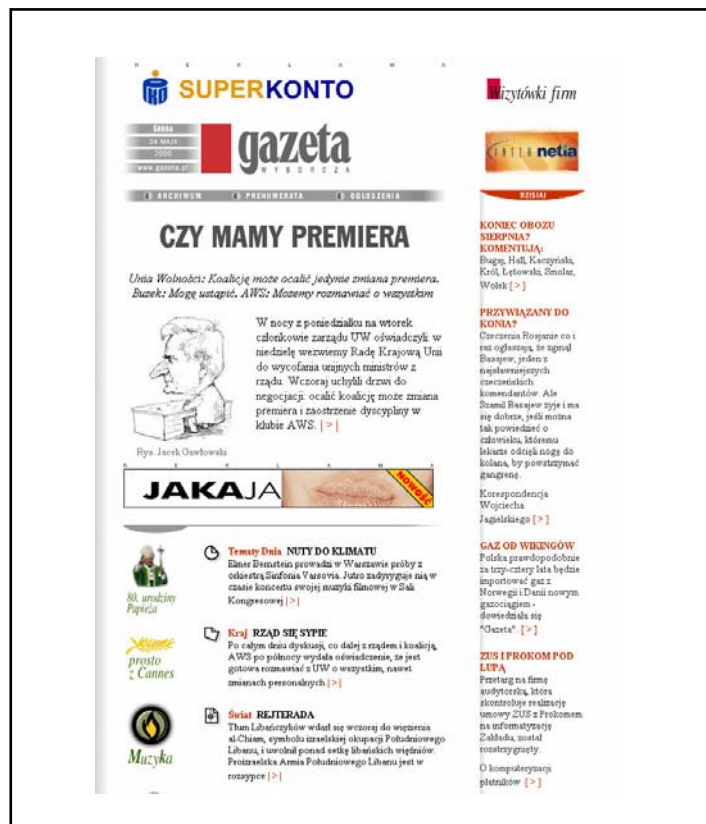 R E K L A M A
PKO SUPERKONTO
Wizytówki firm
ŚRODA
24 MAJA
2000
www.gazeta.pl
gazeta
WYBORCZA
INTER netia
ARCHIWUM PRENUMERATA OGŁOSZENIA
DZISIAJ
CZY MAMY PREMIERA
Unia Wolności: Koalicję może ocalić jedynie zmiana premiera.
Buzek: Mogę ustąpić. AWS: Możemy rozmawiać o wszystkim
W nocy z poniedziałku na wtorek
członkowie zarządu UW oświadczyli: w
niedzielę wezwiemy Radę Krajową Unii
do wycofania unijnych ministrów z
rządu. Wczoraj uchylili drzwi do
negocjacji: ocalić koalicję może zmiana
premiera i zaostrzenie dyscypliny w
klubie AWS. [ > ]
Rys. Jacek Gawłowski
R E K L A M A
JAKAJA
NOWOŚĆ
80. urodziny
Papieża
Tematy Dnia NUTY DO KLIMATU
Elmer Bernstein prowadzi w Warszawie próby z
orkiestrą Sinfonia Varsovia. Jutro zadyryguje nią w
czasie koncertu swojej muzyki filmowej w Sali
Kongresowej [ > ]
prosto
z Cannes
Kraj RZĄD SIĘ SYPIE
Po całym dniu dyskusji, co dalej z rządem i koalicją,
AWS po północy wydała oświadczenie, że jest
gotowa rozmawiać z UW o wszystkim, nawet
zmianach personalnych [ > ]
Muzyka
Świat REJTERADA
Tłum Libańczyków wdarł się wczoraj do więzienia
al-Chiam, symbolu izraelskiej okupacji Południowego
Libanu, i uwolnił ponad setkę libańskich więźniów.
Proizraelska Armia Południowego Libanu jest w
rozsypce [ > ]
KONIEC OBOZU
SIERPNIA?
KOMENTUJĄ:
Bugaj, Hall, Kaczyński,
Król, Łętowski, Smolar,
Wołek [ > ]
PRZYWIĄZANY DO
KONIA?
Czeczenia Rosjanie co i
raz ogłaszają, że zginął
Basajew, jeden z
najsławniejszych
czeczeńskich
komendantów. Ale
Szamil Basajew żyje i ma
się dobrze, jeśli można
tak powiedzieć o
człowieku, któremu
lekarze odcięli nogę do
kolana, by powstrzymać
gangrenę.
Korespondencja
Wojciecha
Jagielskiego [ > ]
GAZ OD WIKINGÓW
Polska prawdopodobnie
za trzy-cztery lata będzie
importować gaz z
Norwegii i Danii nowym
gazociągiem -
dowiedziała się
"Gazeta". [ > ]
ZUS I PROKOM POD
LUPĄ
Przetarg na firmę
audytorską, która
skontroluje realizację
umowy ZUS z Prokomem
na informatyzację
Zakładu, został
rozstrzygnięty.
O komputeryzacji
płatników [ > ]